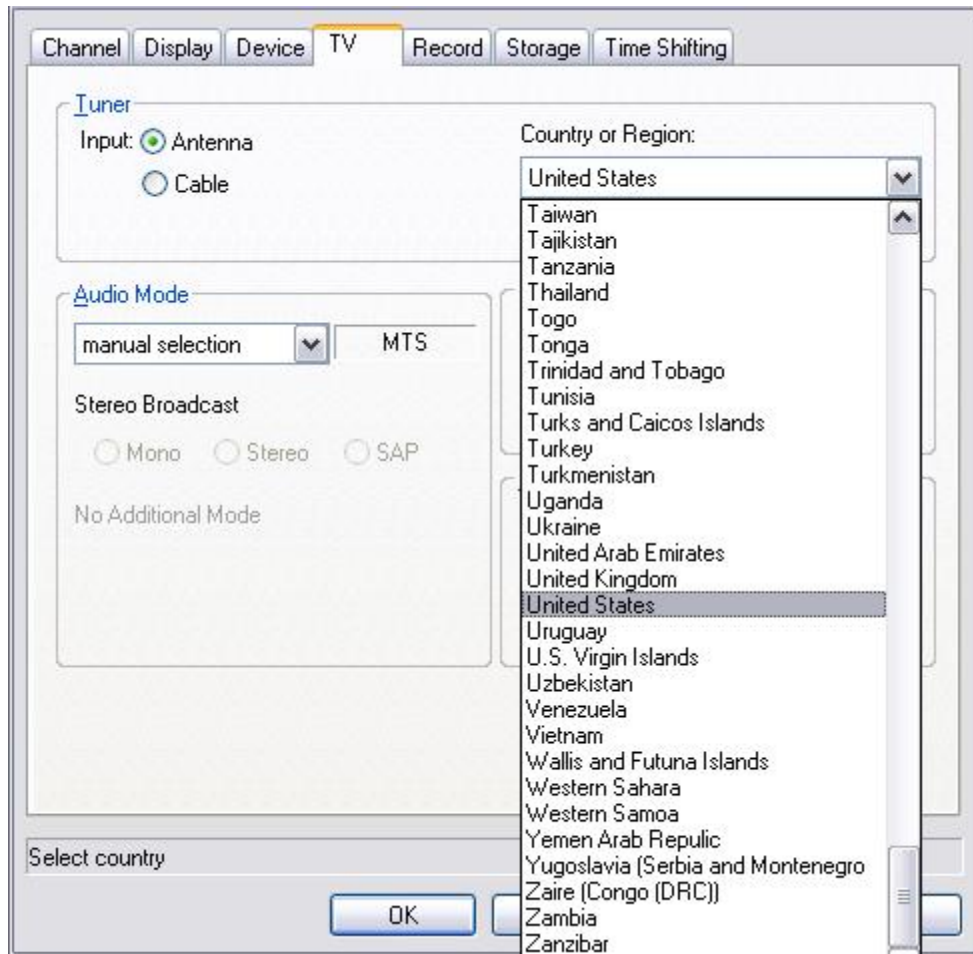 Channel Display Device TV Record Storage Time Shifting
Tuner
Input: Antenna
Cable
Country or Region:
United States
Taiwan
Tajikistan
Tanzania
Thailand
Togo
Tonga
Trinidad and Tobago
Tunisia
Turks and Caicos Islands
Turkey
Turkmenistan
Uganda
Ukraine
United Arab Emirates
United Kingdom
United States
Uruguay
U.S. Virgin Islands
Uzbekistan
Venezuela
Vietnam
Wallis and Futuna Islands
Western Sahara
Western Samoa
Yemen Arab Repulic
Yugoslavia (Serbia and Montenegro
Zaire (Congo (DRC))
Zambia
Zanzibar
Audio Mode
manual selection MTS
Stereo Broadcast
Mono Stereo SAP
No Additional Mode
Select country
OK